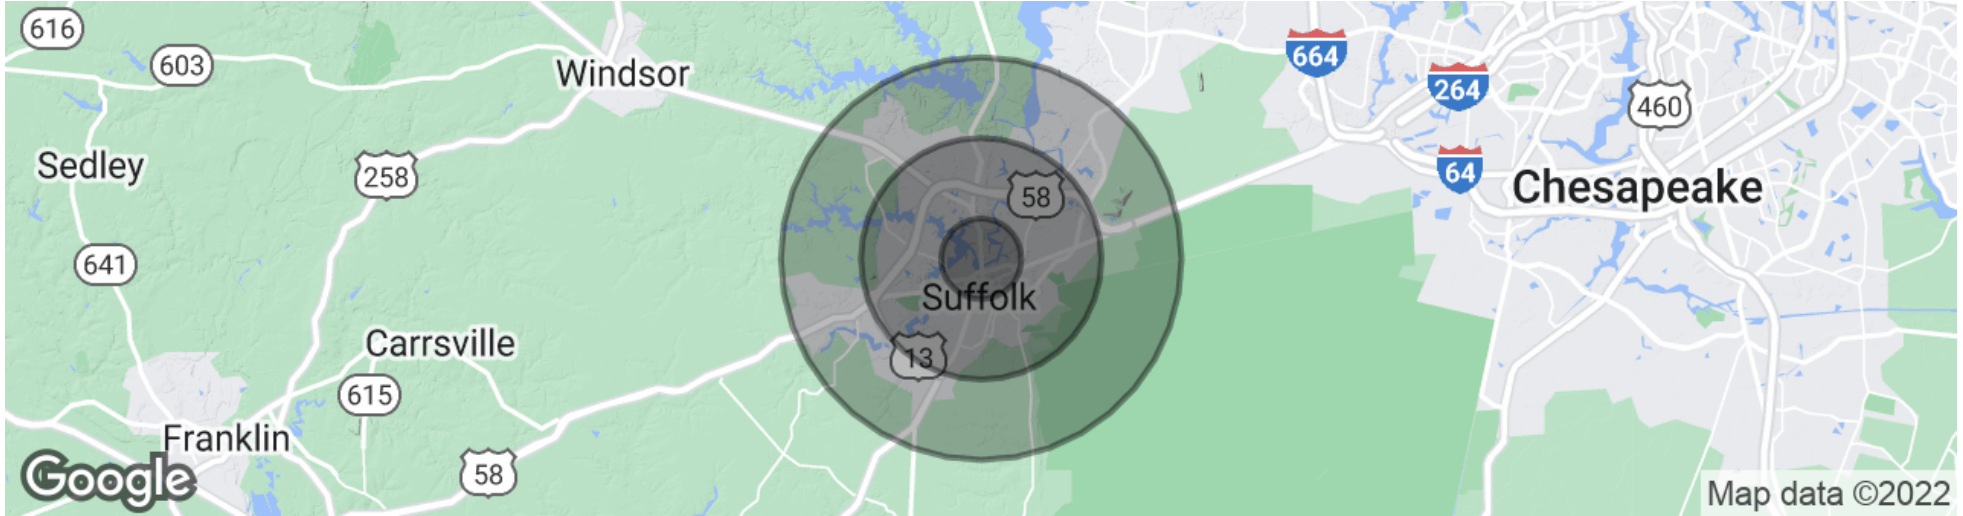 616
603
Windsor
664
264
460
Sedley
258
58
64
Chesapeake
641
Suffolk
Carrsville
13
615
Franklin
58
Google
Map data ©2022